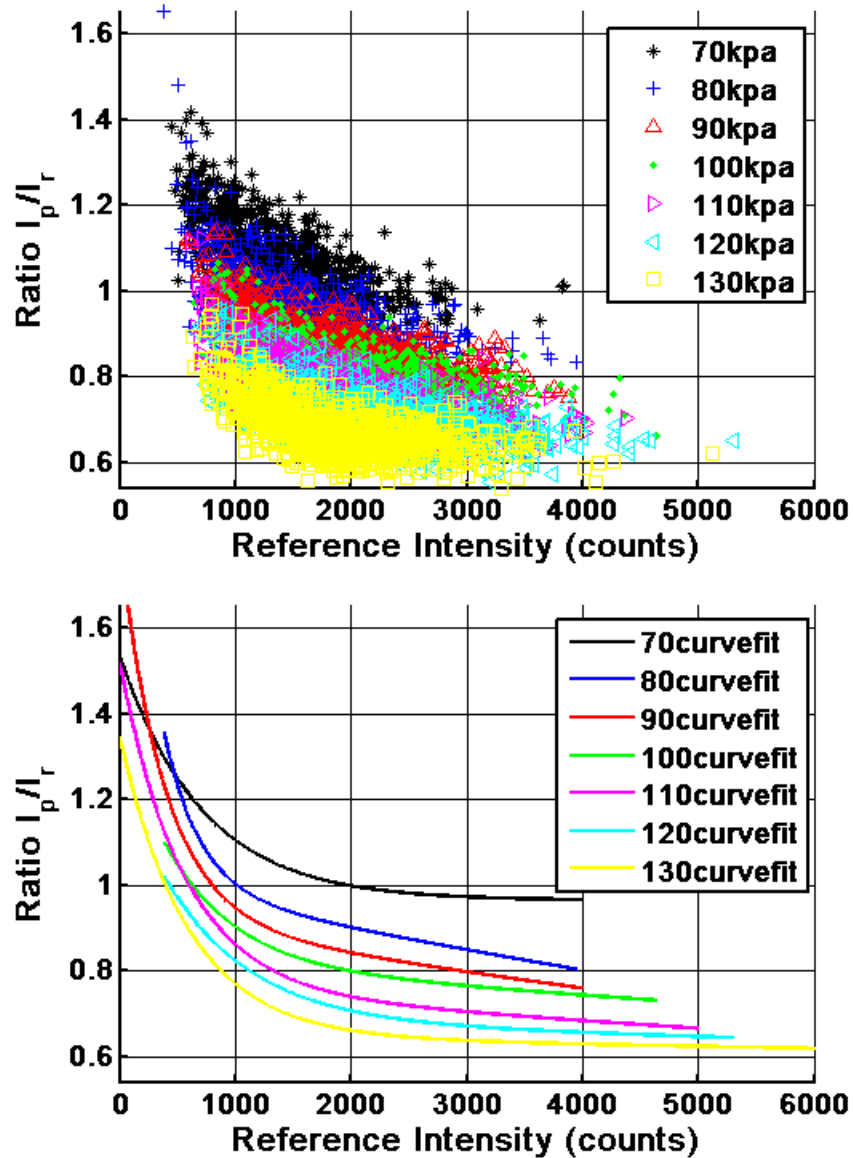 1.6
1.4
1.2
1
0.8
0.6
Ratio Ip/Ir
70kpa
80kpa
90kpa
100kpa
110kpa
120kpa
130kpa
0 1000 2000 3000 4000 5000 6000
Reference Intensity (counts)
1.6
1.4
1.2
1
0.8
0.6
Ratio Ip/Ir
70curvefit
80curvefit
90curvefit
100curvefit
110curvefit
120curvefit
130curvefit
0 1000 2000 3000 4000 5000 6000
Reference Intensity (counts)